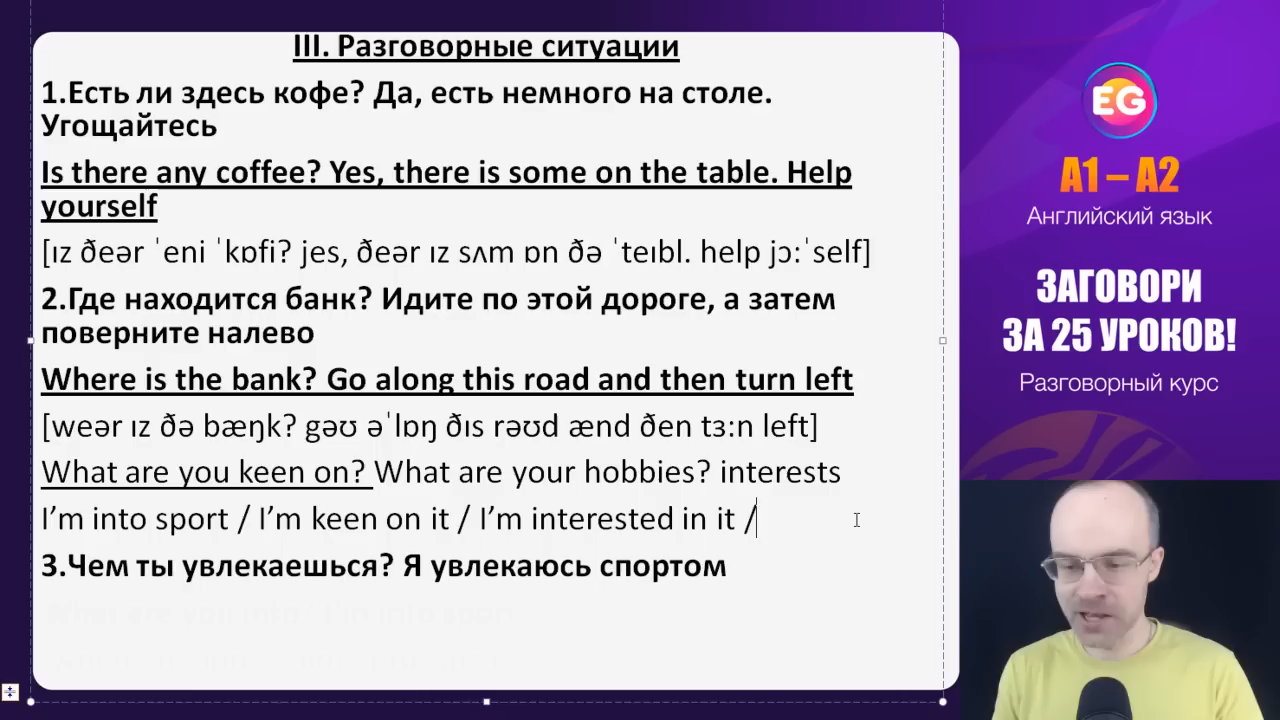 III. Разговорные ситуации
1.Есть ли здесь кофе? Да, есть немного на столе.
Угощайтесь
Is there any coffee? Yes, there is some on the table. Help
yourself
[ɪz ðeər ˈeni ˈkɒfi? jes, ðeər ɪz sʌm ɒn ðə ˈteɪbl. help jɔːˈself]
2.Где находится банк? Идите по этой дороге, а затем
поверните налево
Where is the bank? Go along this road and then turn left
[weər ɪz ðə bæŋk? gəʊ əˈlɒŋ ðɪs rəʊd ænd ðen tɜːn left]
What are you keen on? What are your hobbies? interests
I’m into sport / I’m keen on it / I’m interested in it /
3.Чем ты увлекаешься? Я увлекаюсь спортом
EG
A1 – A2
Английский язык
ЗАГОВОРИ
ЗА 25 УРОКОВ!
Разговорный курс